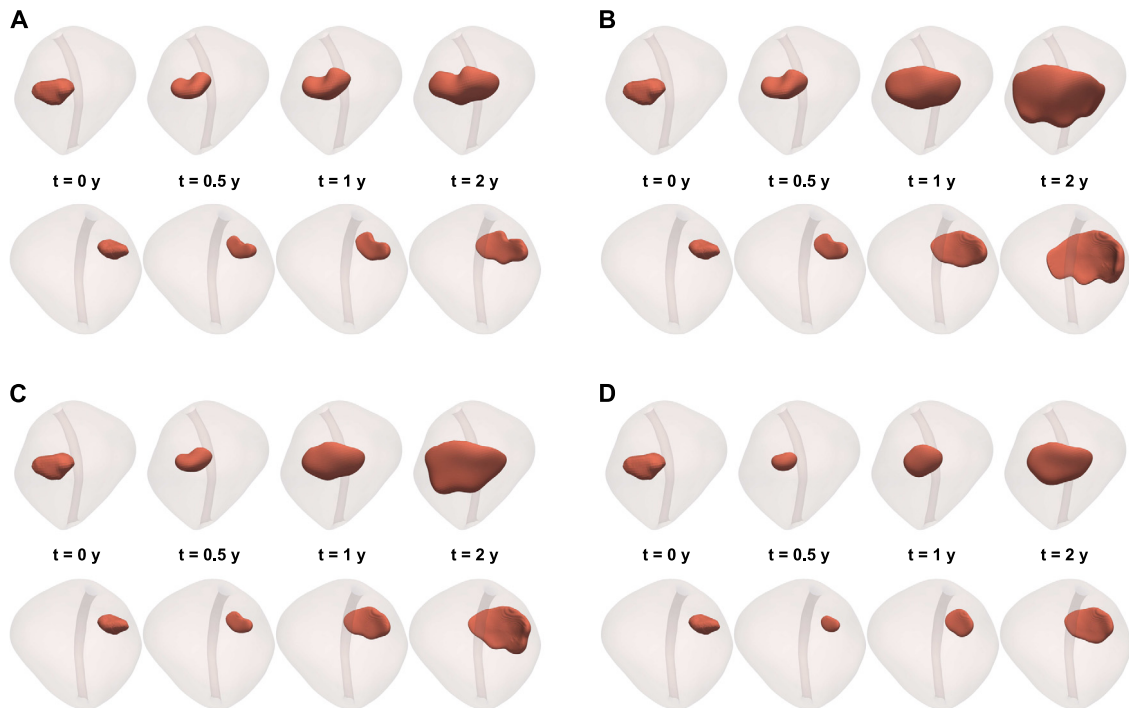 A
B
t = 0 y t = 0.5 y t = 1 y t = 2 y
t = 0 y t = 0.5 y t = 1 y t = 2 y
C
D
t = 0 y t = 0.5 y t = 1 y t = 2 y
t = 0 y t = 0.5 y t = 1 y t = 2 y